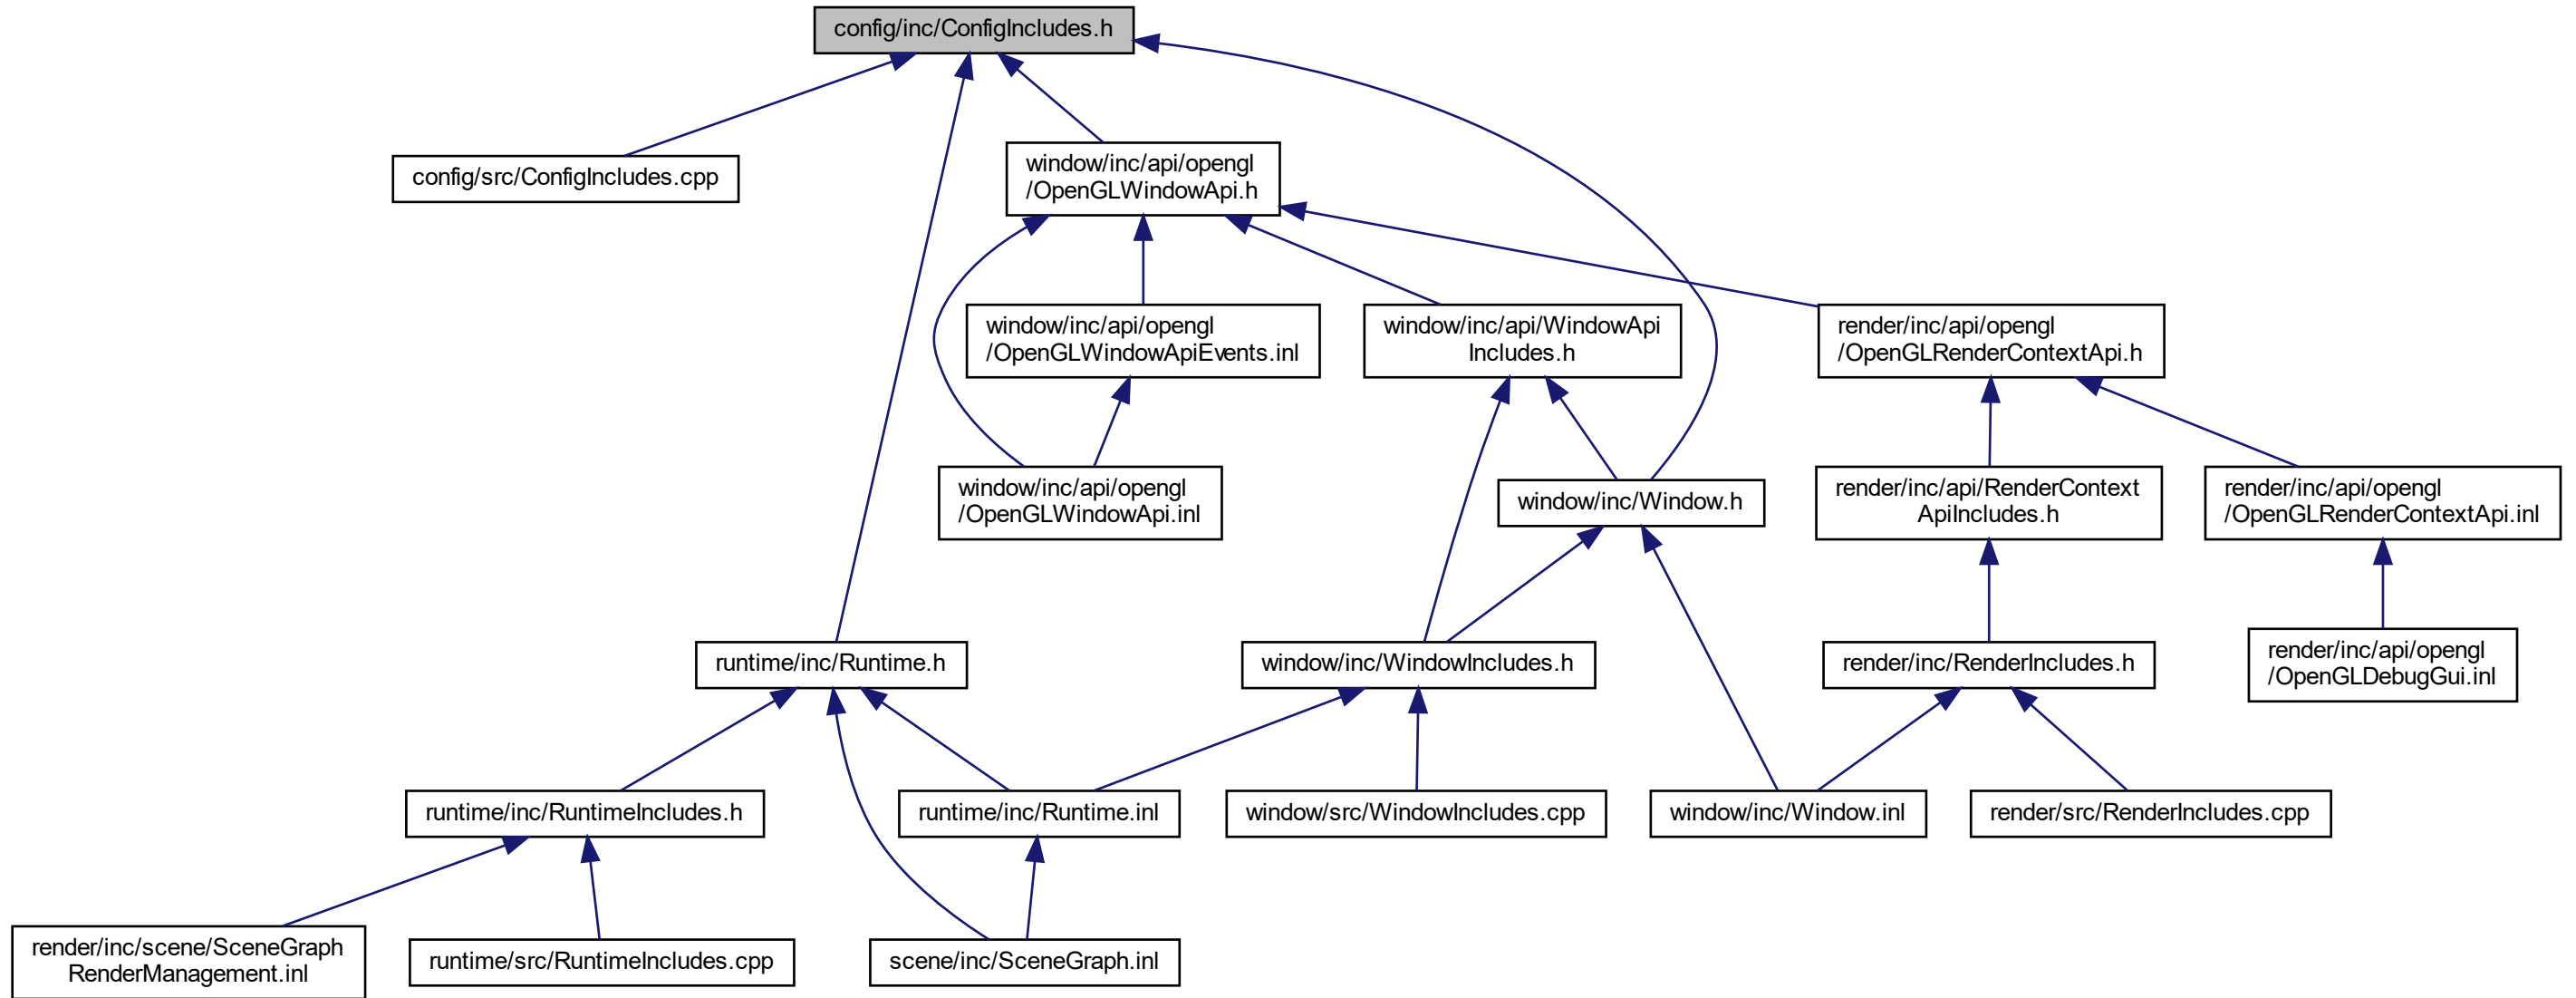 config/inc/ConfigIncludes.h
config/src/ConfigIncludes.cpp
window/inc/api/opengl
/OpenGLWindowApi.h
window/inc/api/opengl
/OpenGLWindowApiEvents.inl
window/inc/api/WindowApi
Includes.h
render/inc/api/opengl
/OpenGLRenderContextApi.h
window/inc/api/opengl
/OpenGLWindowApi.inl
window/inc/Window.h
render/inc/api/RenderContext
ApiIncludes.h
render/inc/api/opengl
/OpenGLRenderContextApi.inl
runtime/inc/Runtime.h
window/inc/WindowIncludes.h
render/inc/RenderIncludes.h
render/inc/api/opengl
/OpenGLDebugGui.inl
runtime/inc/RuntimeIncludes.h
runtime/inc/Runtime.inl
window/src/WindowIncludes.cpp
window/inc/Window.inl
render/src/RenderIncludes.cpp
render/inc/scene/SceneGraph
RenderManagement.inl
runtime/src/RuntimeIncludes.cpp
scene/inc/SceneGraph.inl